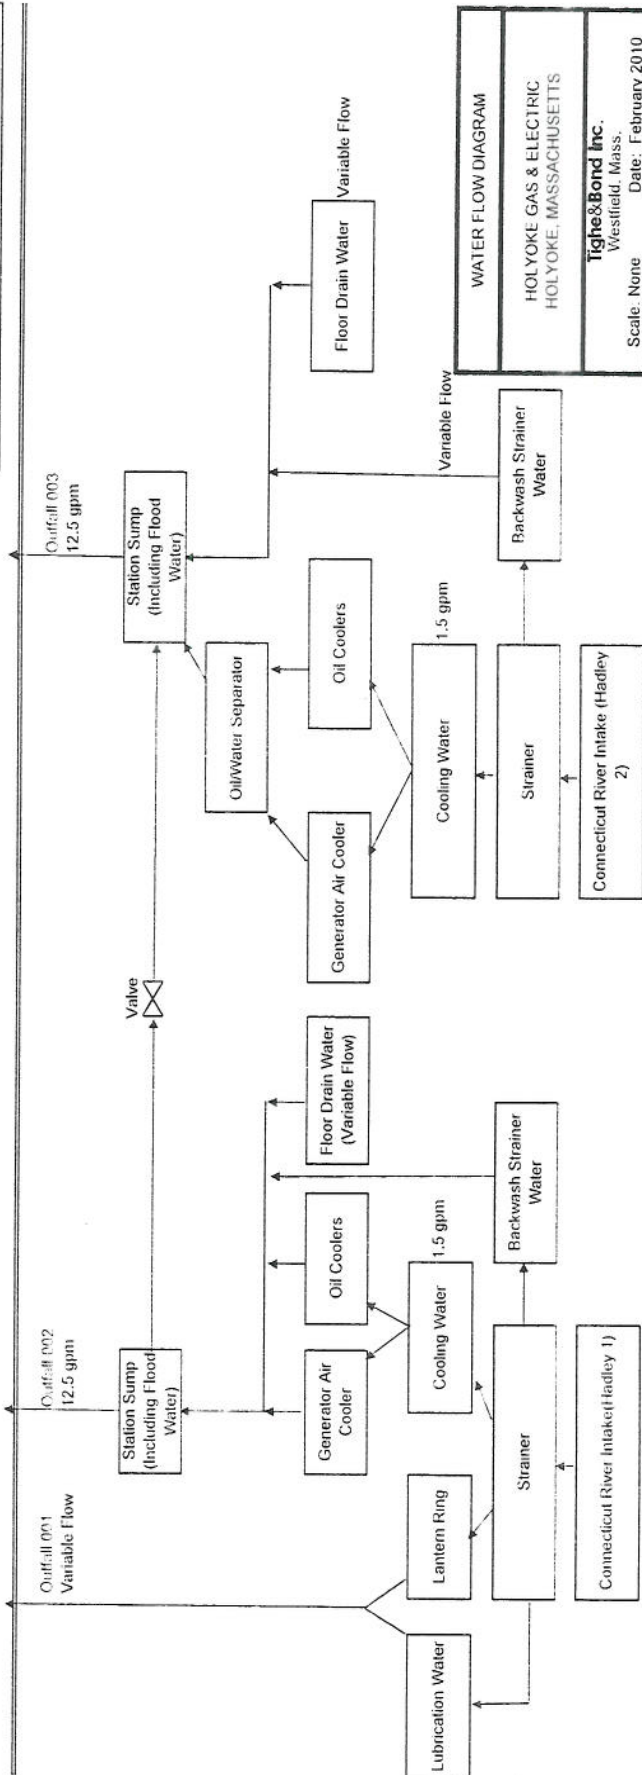 Outfall 001
Variable Flow
Outfall 002
12.5 gpm
Outfall 003
12.5 gpm
Station Sump
(Including Flood
Water)
Valve
Station Sump
(Including Flood
Water)
Oil/Water Separator
Generator Air
Cooler
Oil Coolers
Floor Drain Water
(Variable Flow)
Generator Air Cooler
Oil Coolers
Floor Drain Water
Variable Flow
Lubrication Water
Lantern Ring
Cooling Water
1.5 gpm
Cooling Water
1.5 gpm
Variable Flow
Strainer
Backwash Strainer
Water
Strainer
Backwash Strainer
Water
Connecticut River Intake(Hadley 1)
Connecticut River Intake (Hadley
2)
WATER FLOW DIAGRAM
HOLYOKE GAS & ELECTRIC
HOLYOKE, MASSACHUSETTS
Tighe&Bond Inc.
Westfield, Mass.
Scale: None Date: February 2010